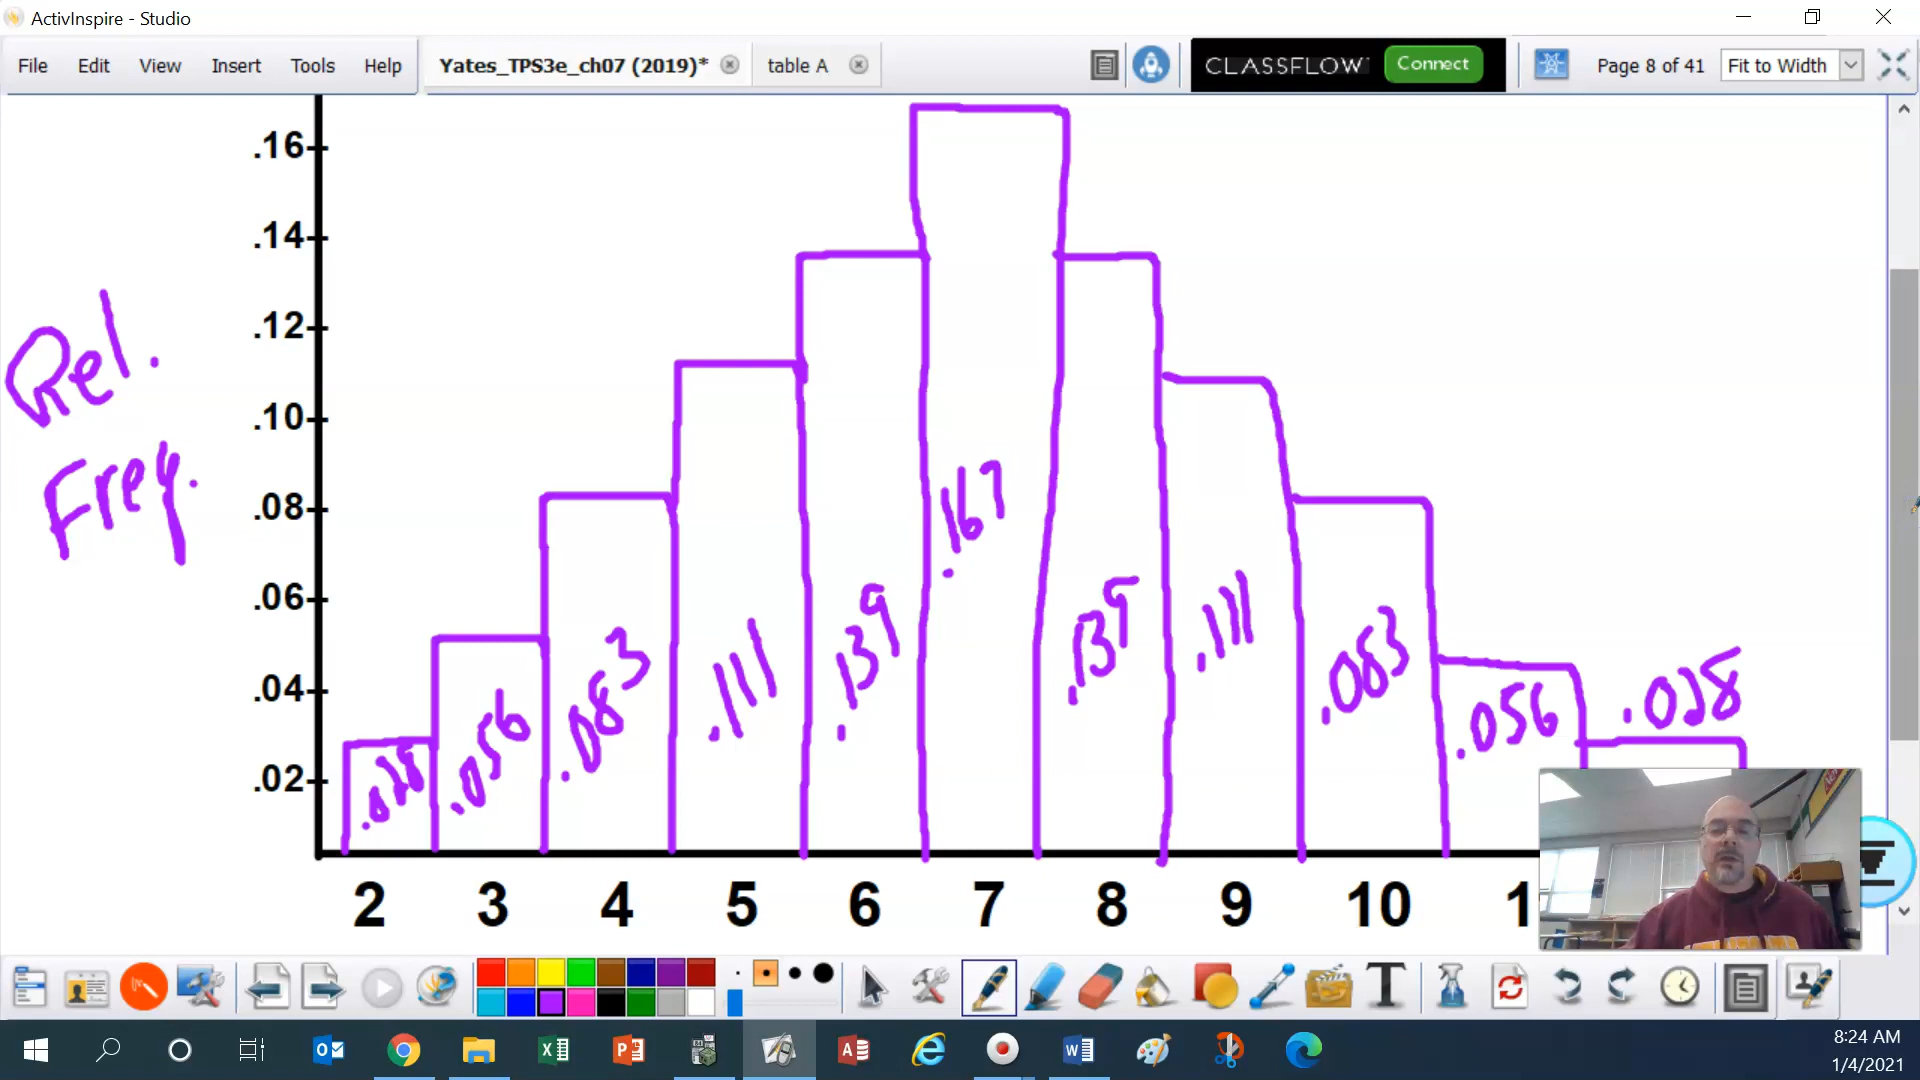 ActivInspire - Studio
File Edit View Insert Tools Help
Yates_TPS3e_ch07 (2019)*
table A
CLASSFLOW
Connect
Page 8 of 41
Fit to Width
.16
.14
.12
.10
.08
.06
.04
.02
Rel.
Freq.
.028
.056
.083
.111
.139
.167
.139
.111
.083
.056
.028
2 3 4 5 6 7 8 9 10 1
8:24 AM
1/4/2021